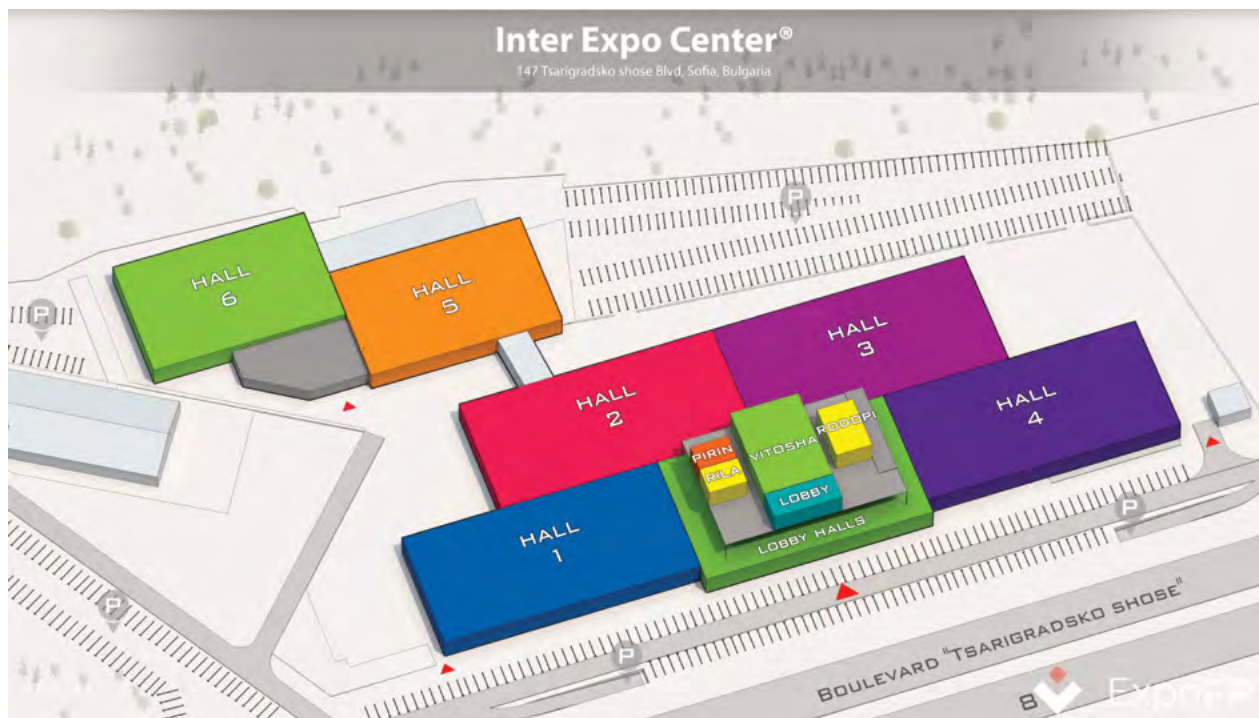 Inter Expo Center®
147 Tsarigradsko shose Blvd, Sofia, Bulgaria
P
P
HALL
6
HALL
5
HALL
3
HALL
2
HALL
4
RODOPI
PIRIN
VITOSHA
RILA
LOBBY
HALL
1
LOBBY HALLS
P
P
P
BOULEVARD "TSARIGRADSKO SHOSE"
B